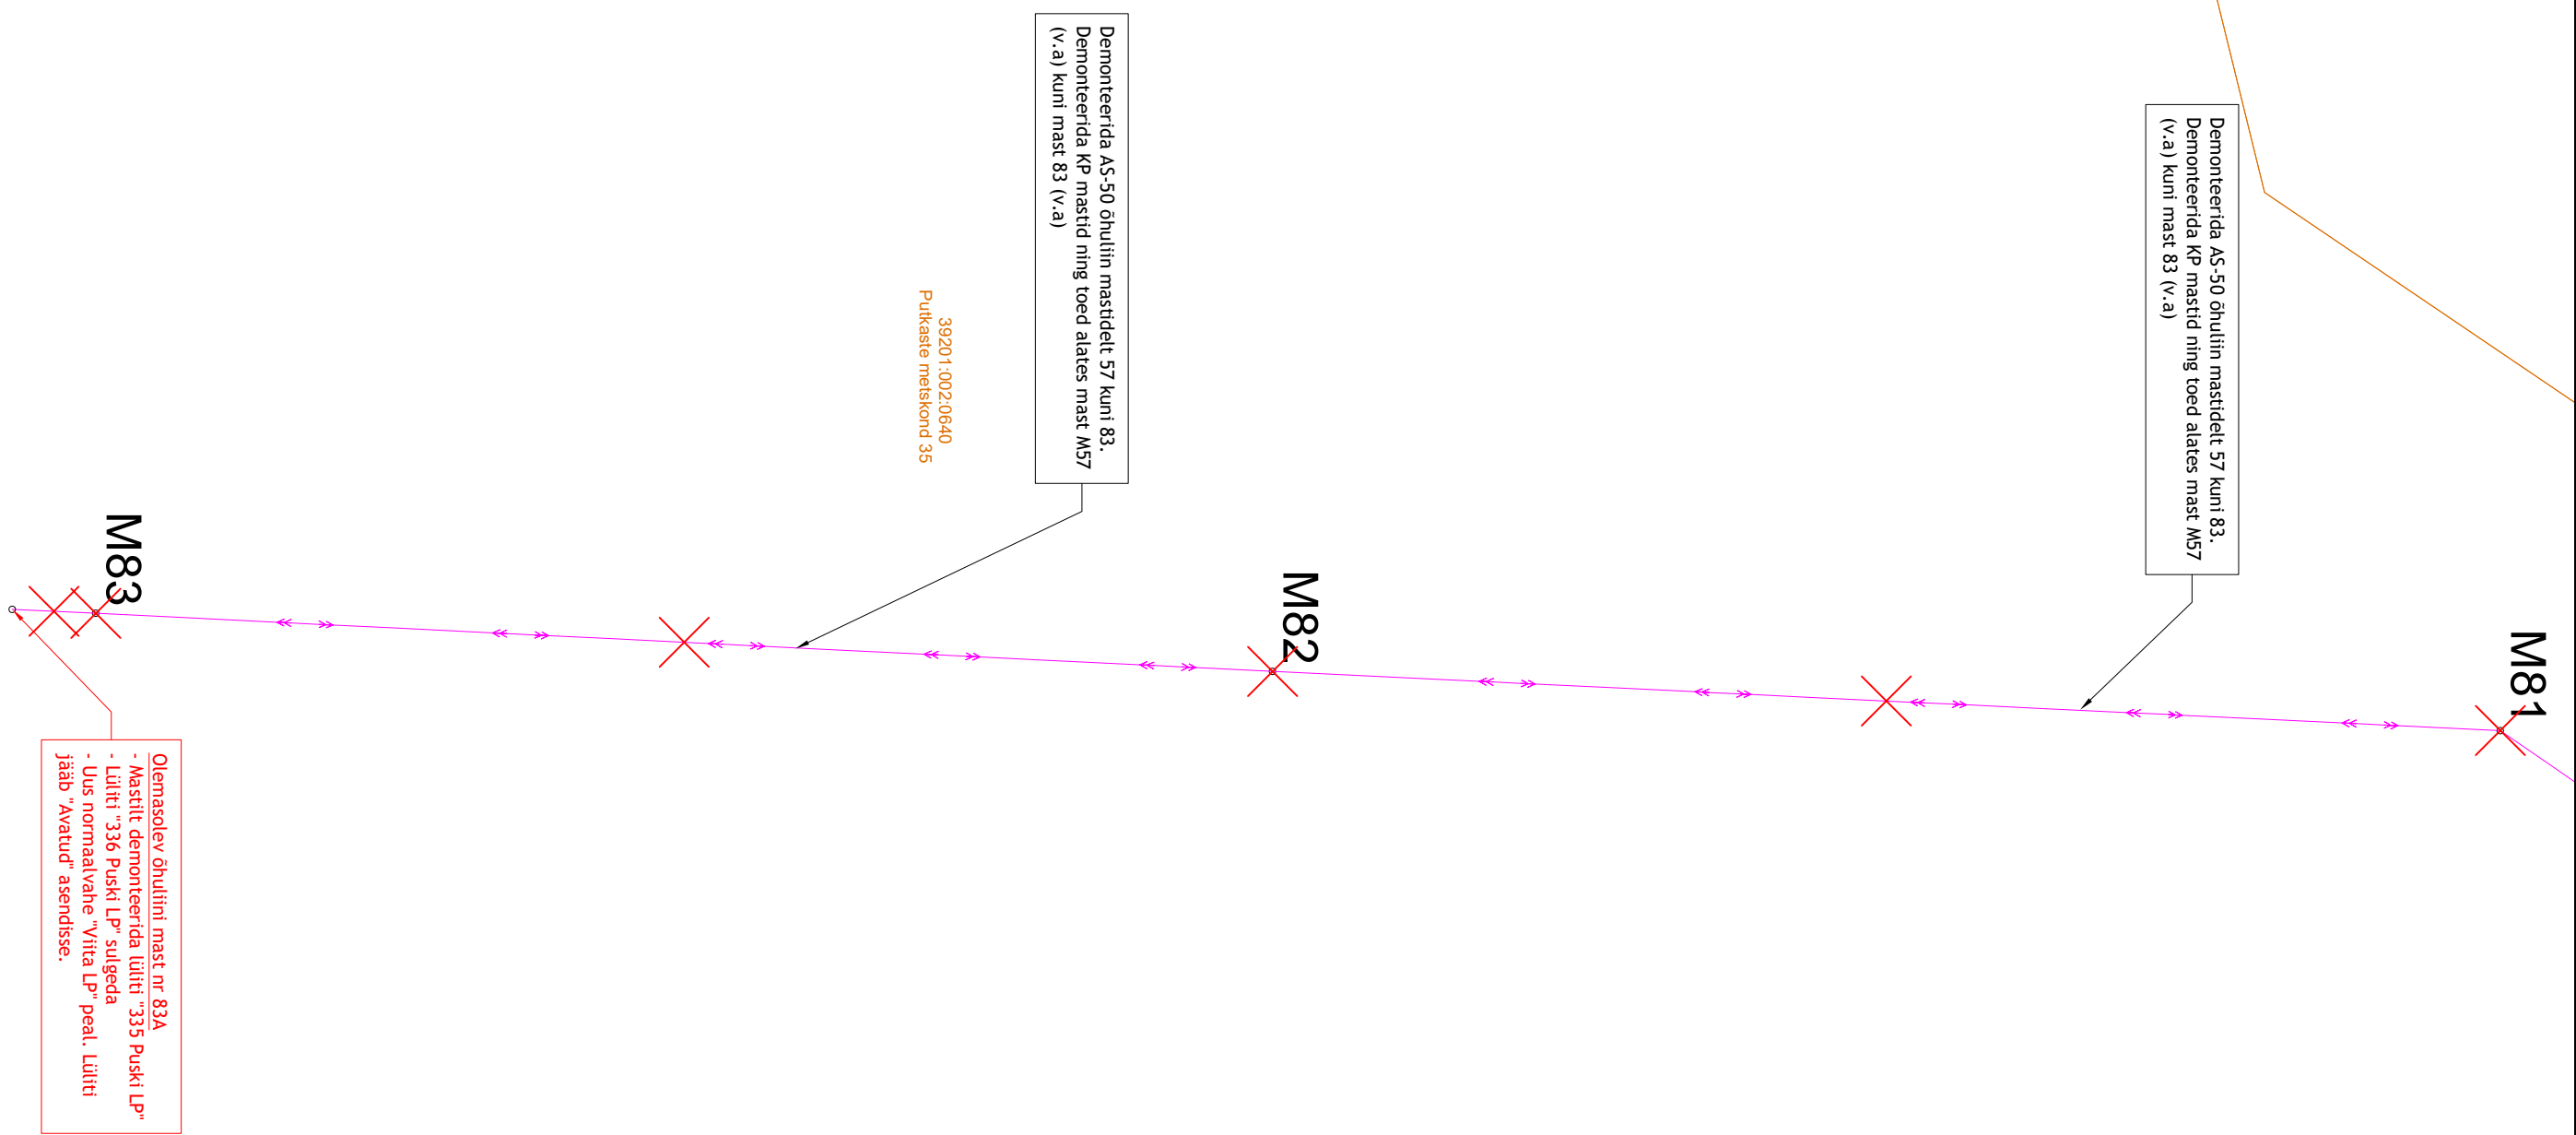 Demonteerida AS-50 õhuliin mastidelt 57 kuni 83.
Demonteerida KP mastid ning toed alates mast M57
(v.a) kuni mast 83 (v.a)
Demonteerida AS-50 õhuliin mastidelt 57 kuni 83.
Demonteerida KP mastid ning toed alates mast M57
(v.a) kuni mast 83 (v.a)
39201:002:0640
Putkaste metskond 35
M81
M82
M83
Olemasolev õhuliini mast nr 83A
- Mastilt demonteerida lüliti "335 Puski LP"
- Lüliti "336 Puski LP" sulgeda
- Uus normaalvahe "Viita LP" peal. Lüliti
jääb "Avatud" asendisse.